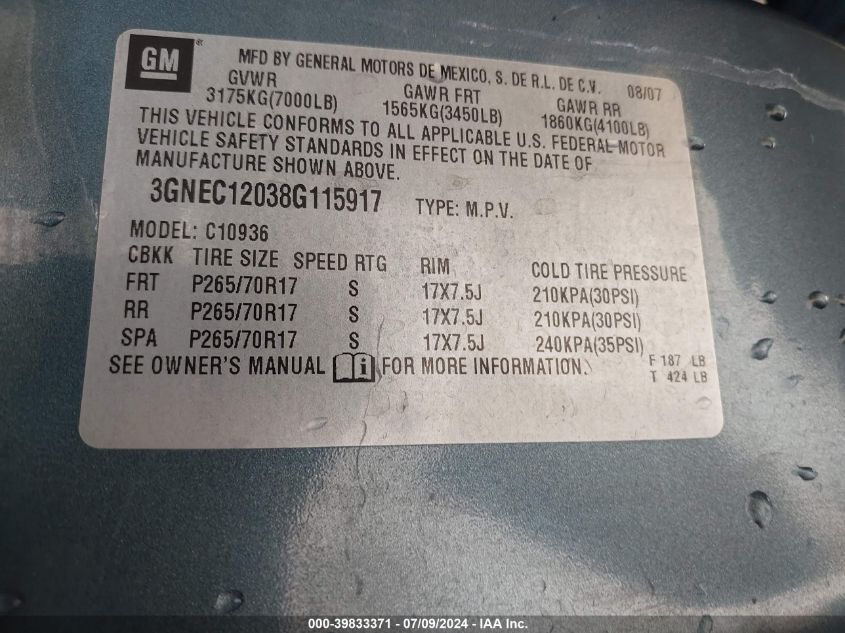 GM ®
MFD BY GENERAL MOTORS DE MEXICO, S. DE R.L. DE C.V. 08/07
GVWR GAWR FRT GAWR RR
3175KG(7000LB) 1565KG(3450LB) 1860KG(4100LB)
THIS VEHICLE CONFORMS TO ALL APPLICABLE U.S. FEDERAL MOTOR
VEHICLE SAFETY STANDARDS IN EFFECT ON THE DATE OF
MANUFACTURE SHOWN ABOVE.
3GNEC12038G115917 TYPE: M.P.V.
MODEL: C10936
CBKK TIRE SIZE SPEED RTG RIM COLD TIRE PRESSURE
FRT P265/70R17 S 17X7.5J 210KPA(30PSI)
RR P265/70R17 S 17X7.5J 210KPA(30PSI)
SPA P265/70R17 S 17X7.5J 240KPA(35PSI)
SEE OWNER'S MANUAL i FOR MORE INFORMATION. F 187 LB
T 424 LB
000-39833371 - 07/09/2024 - IAA Inc.